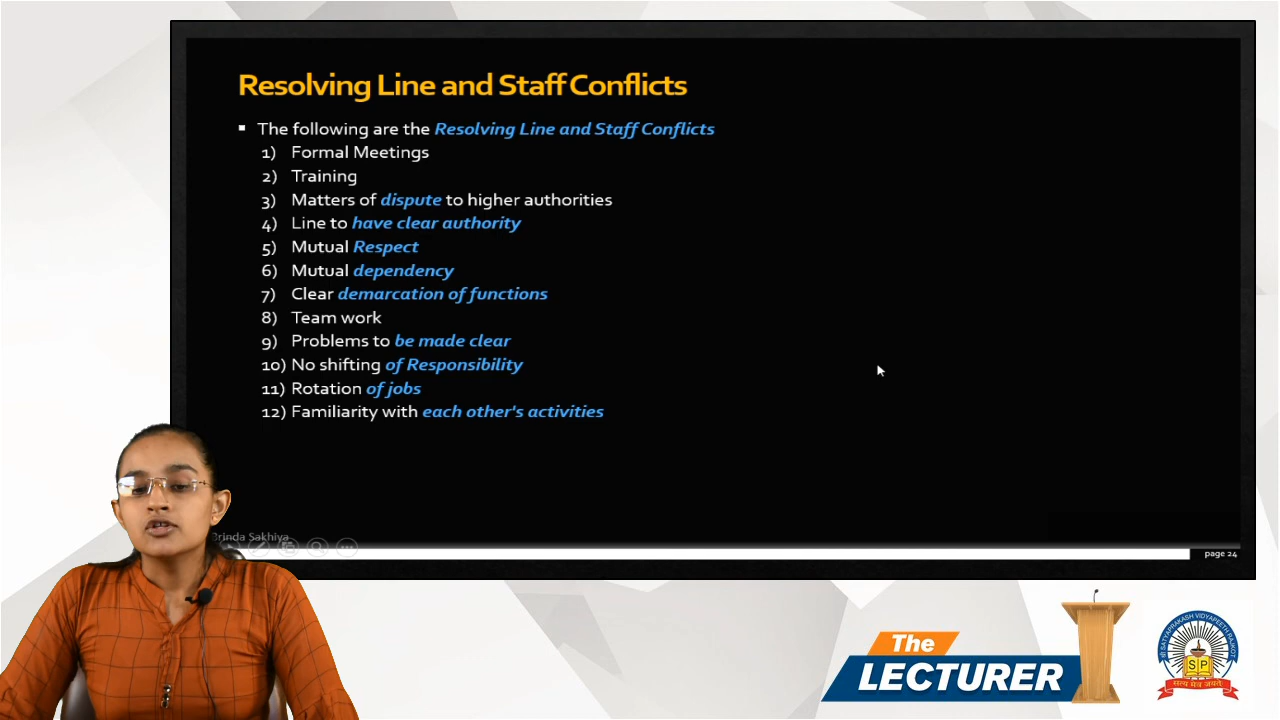 Resolving Line and Staff Conflicts
▪ The following are the Resolving Line and Staff Conflicts
1) Formal Meetings
2) Training
3) Matters of dispute to higher authorities
4) Line to have clear authority
5) Mutual Respect
6) Mutual dependency
7) Clear demarcation of functions
8) Team work
9) Problems to be made clear
10) No shifting of Responsibility
11) Rotation of jobs
12) Familiarity with each other's activities
Brinda Sakhiya
page 24
The
LECTURER
SP
सत्य मेव जयते